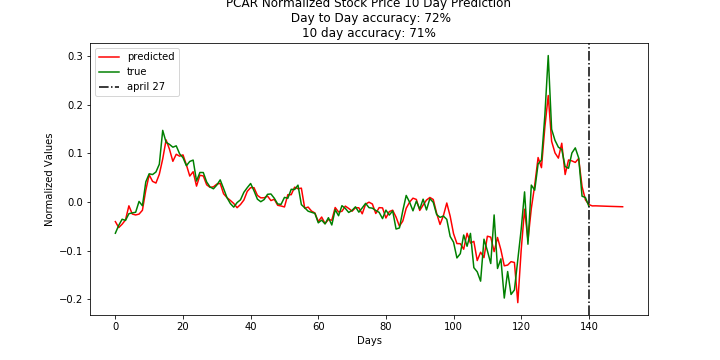 PCAR Normalized Stock Price 10 Day Prediction
Day to Day accuracy: 72%
10 day accuracy: 71%
predicted
true
april 27
Normalized Values
0.3
0.2
0.1
0.0
−0.1
−0.2
0 20 40 60 80 100 120 140
Days